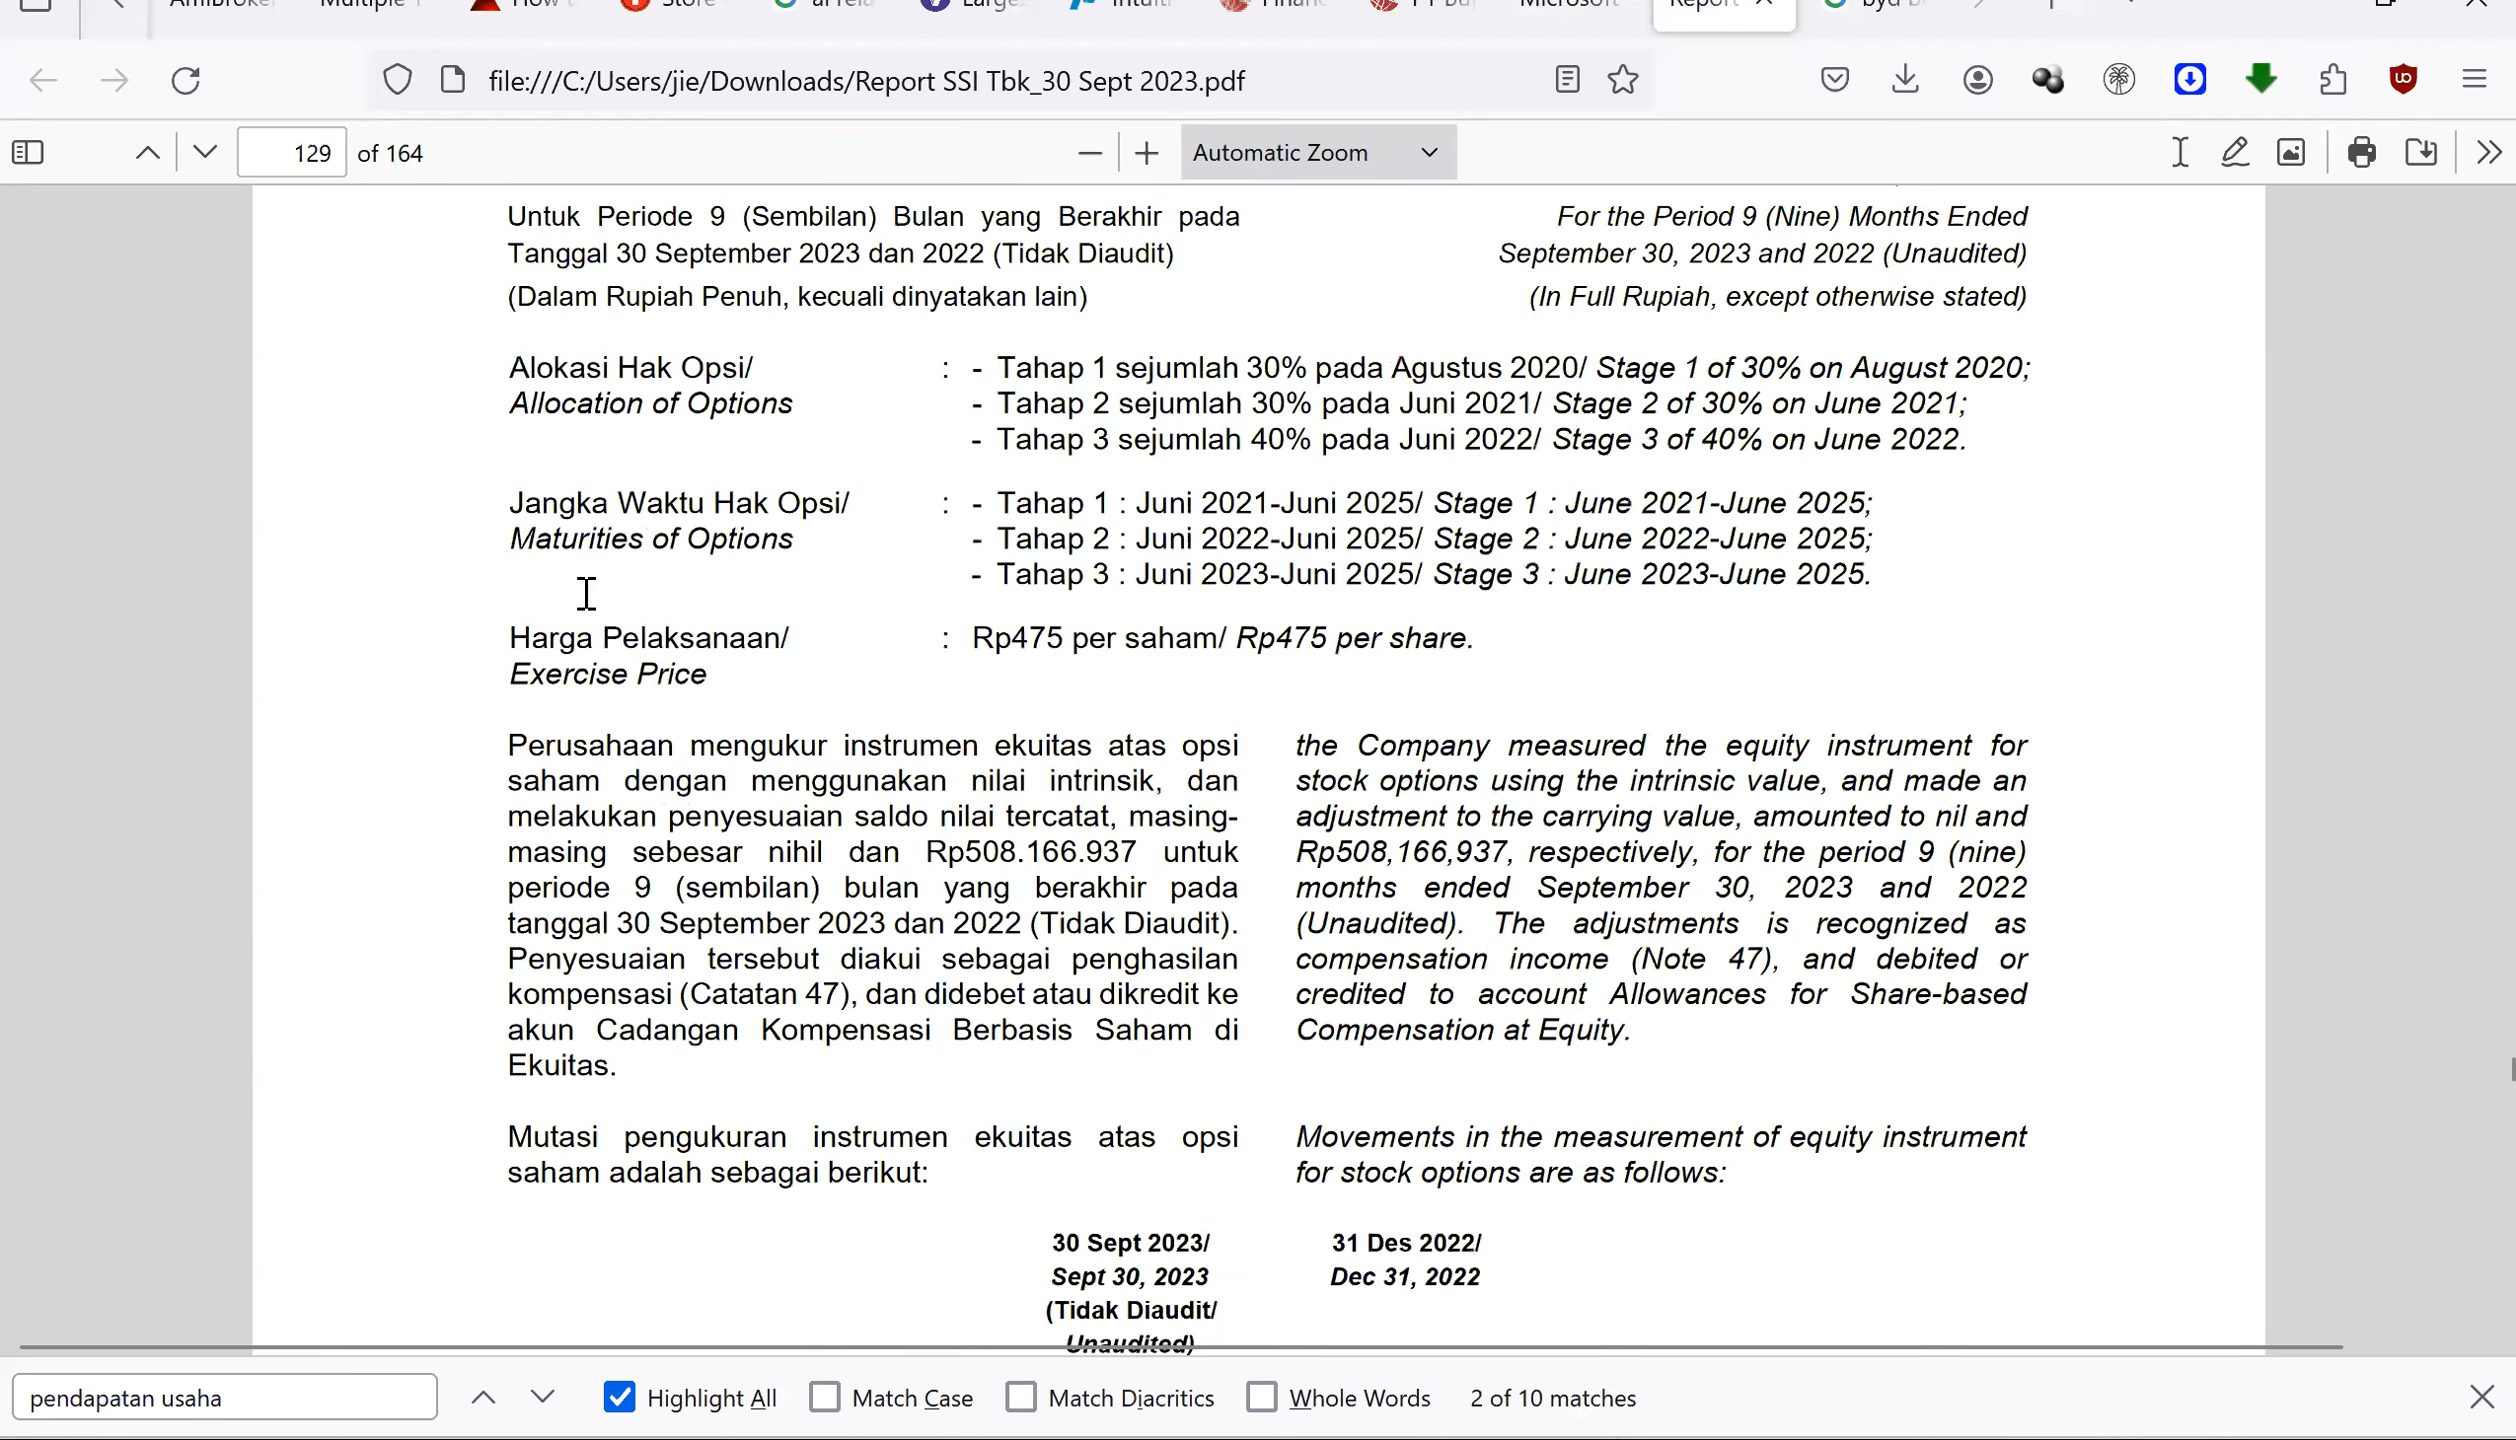 file:///C:/Users/jie/Downloads/Report SSI Tbk_30 Sept 2023.pdf
129 of 164
Automatic Zoom
Untuk Periode 9 (Sembilan) Bulan yang Berakhir pada
Tanggal 30 September 2023 dan 2022 (Tidak Diaudit)
(Dalam Rupiah Penuh, kecuali dinyatakan lain)
For the Period 9 (Nine) Months Ended
September 30, 2023 and 2022 (Unaudited)
(In Full Rupiah, except otherwise stated)
Alokasi Hak Opsi/ : - Tahap 1 sejumlah 30% pada Agustus 2020/ Stage 1 of 30% on August 2020;
Allocation of Options - Tahap 2 sejumlah 30% pada Juni 2021/ Stage 2 of 30% on June 2021;
- Tahap 3 sejumlah 40% pada Juni 2022/ Stage 3 of 40% on June 2022.
Jangka Waktu Hak Opsi/ : - Tahap 1 : Juni 2021-Juni 2025/ Stage 1 : June 2021-June 2025;
Maturities of Options - Tahap 2 : Juni 2022-Juni 2025/ Stage 2 : June 2022-June 2025;
- Tahap 3 : Juni 2023-Juni 2025/ Stage 3 : June 2023-June 2025.
Harga Pelaksanaan/ : Rp475 per saham/ Rp475 per share.
Exercise Price
Perusahaan mengukur instrumen ekuitas atas opsi
saham dengan menggunakan nilai intrinsik, dan
melakukan penyesuaian saldo nilai tercatat, masing-
masing sebesar nihil dan Rp508.166.937 untuk
periode 9 (sembilan) bulan yang berakhir pada
tanggal 30 September 2023 dan 2022 (Tidak Diaudit).
Penyesuaian tersebut diakui sebagai penghasilan
kompensasi (Catatan 47), dan didebet atau dikredit ke
akun Cadangan Kompensasi Berbasis Saham di
Ekuitas.
the Company measured the equity instrument for
stock options using the intrinsic value, and made an
adjustment to the carrying value, amounted to nil and
Rp508,166,937, respectively, for the period 9 (nine)
months ended September 30, 2023 and 2022
(Unaudited). The adjustments is recognized as
compensation income (Note 47), and debited or
credited to account Allowances for Share-based
Compensation at Equity.
Mutasi pengukuran instrumen ekuitas atas opsi
saham adalah sebagai berikut:
Movements in the measurement of equity instrument
for stock options are as follows:
30 Sept 2023/
Sept 30, 2023
(Tidak Diaudit/
Unaudited)
31 Des 2022/
Dec 31, 2022
pendapatan usaha Highlight All Match Case Match Diacritics Whole Words 2 of 10 matches